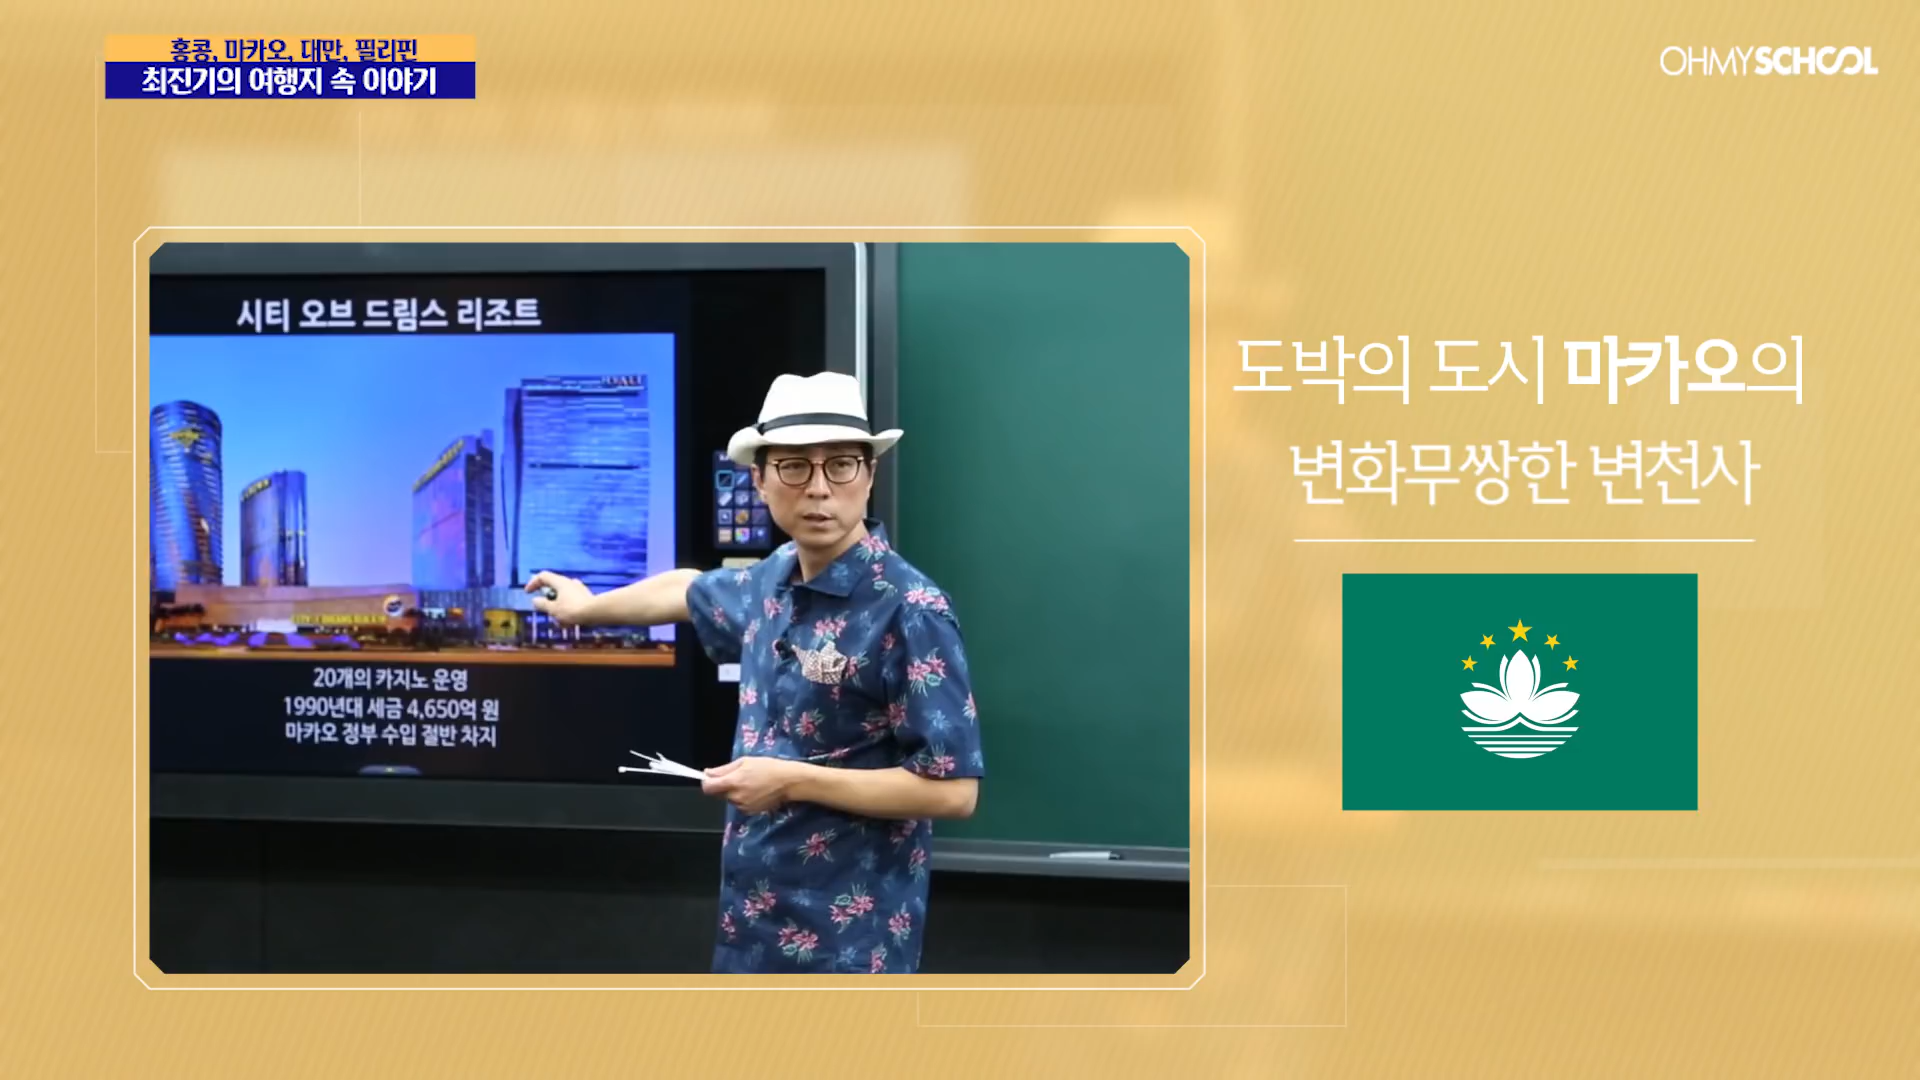 홍콩, 마카오, 대만, 필리핀
최진기의 여행지 속 이야기
OHMYSCHOOL
시티 오브 드림스 리조트
20개의 카지노 운영
1990년대 세금 4,650억 원
마카오 정부 수입 절반 차지
도박의 도시 마카오의
변화무쌍한 변천사